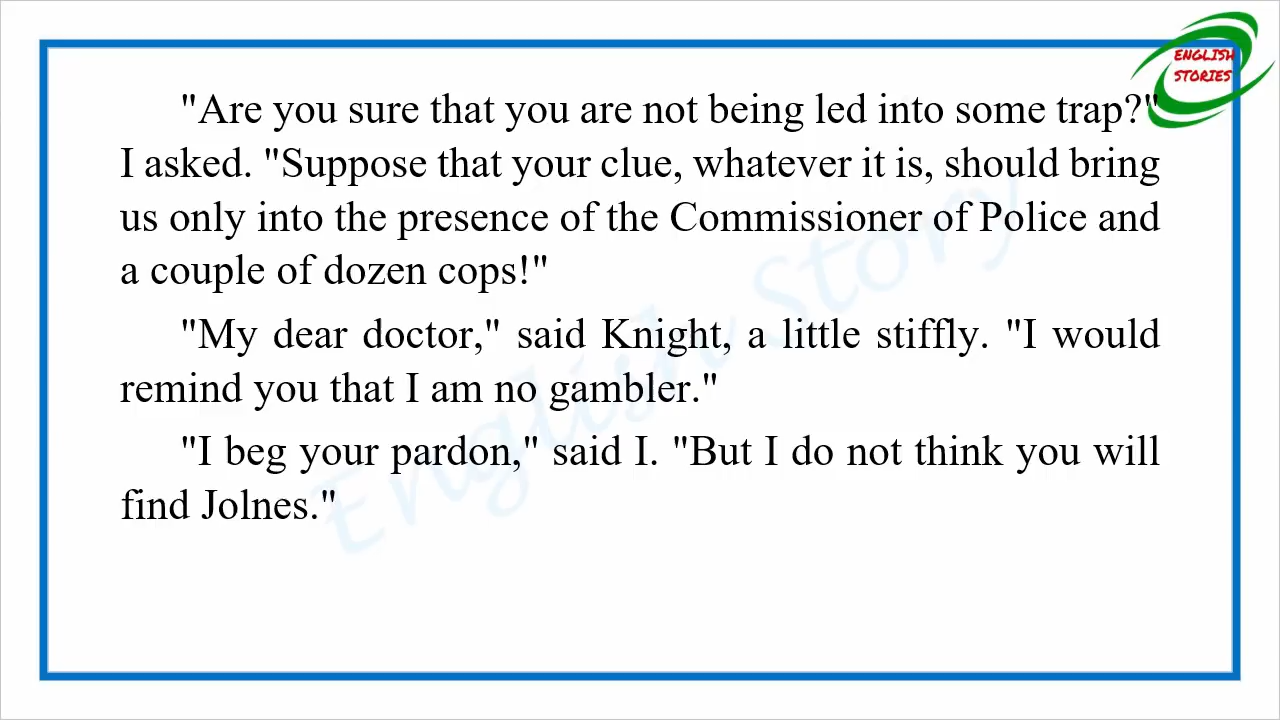 ENGLISH
STORIES
"Are you sure that you are not being led into some trap?"
I asked. "Suppose that your clue, whatever it is, should bring
us only into the presence of the Commissioner of Police and
a couple of dozen cops!"
"My dear doctor," said Knight, a little stiffly. "I would
remind you that I am no gambler."
"I beg your pardon," said I. "But I do not think you will
find Jolnes."
English Story